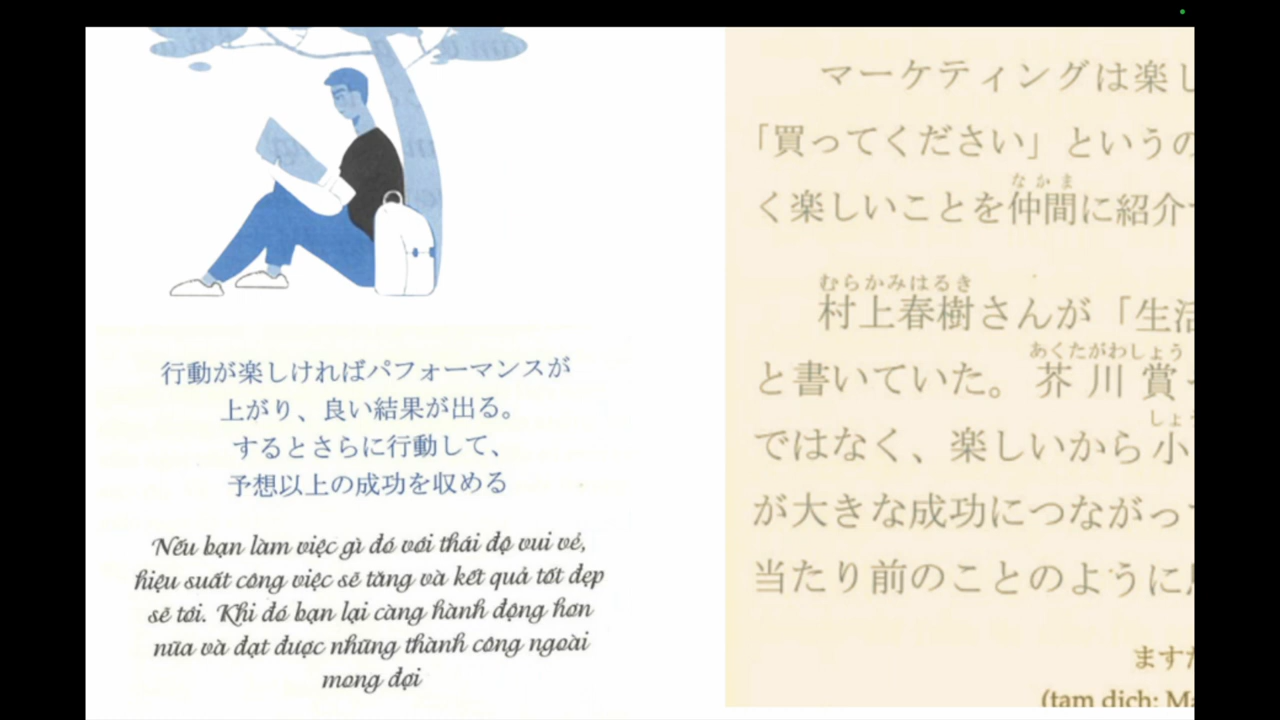 行動が楽しければパフォーマンスが
上がり、良い結果が出る。
するとさらに行動して、
予想以上の成功を収める
Nếu bạn làm việc gì đó với thái độ vui vẻ,
hiệu suất công việc sẽ tăng và kết quả tốt đẹp
sẽ tới. Khi đó bạn lại càng hành động hơn
nữa và đạt được những thành công ngoài
mong đợi
マーケティングは楽し
「買ってください」というの
なかま
く楽しいことを仲間に紹介
むらかみはるき
村上春樹さんが「生活
あくたがわしょう
と書いていた。芥川賞
しょう
ではなく、楽しいから小
が大きな成功につながっ
当たり前のことのように
ますだ
(tạm dịch: Ma